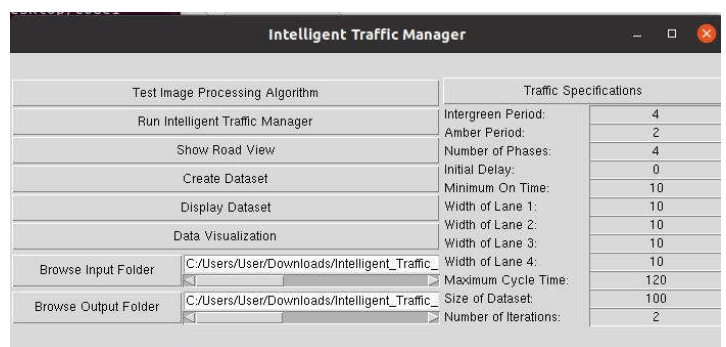 Intelligent Traffic Manager
Test Image Processing Algorithm
Run Intelligent Traffic Manager
Show Road View
Create Dataset
Display Dataset
Data Visualization
Browse Input Folder
C:/Users/User/Downloads/Intelligent_Traffic_
Browse Output Folder
C:/Users/User/Downloads/Intelligent_Traffic_
Traffic Specifications
Intergreen Period: 4
Amber Period: 2
Number of Phases: 4
Initial Delay: 0
Minimum On Time: 10
Width of Lane 1: 10
Width of Lane 2: 10
Width of Lane 3: 10
Width of Lane 4: 10
Maximum Cycle Time: 120
Size of Dataset: 100
Number of Iterations: 2